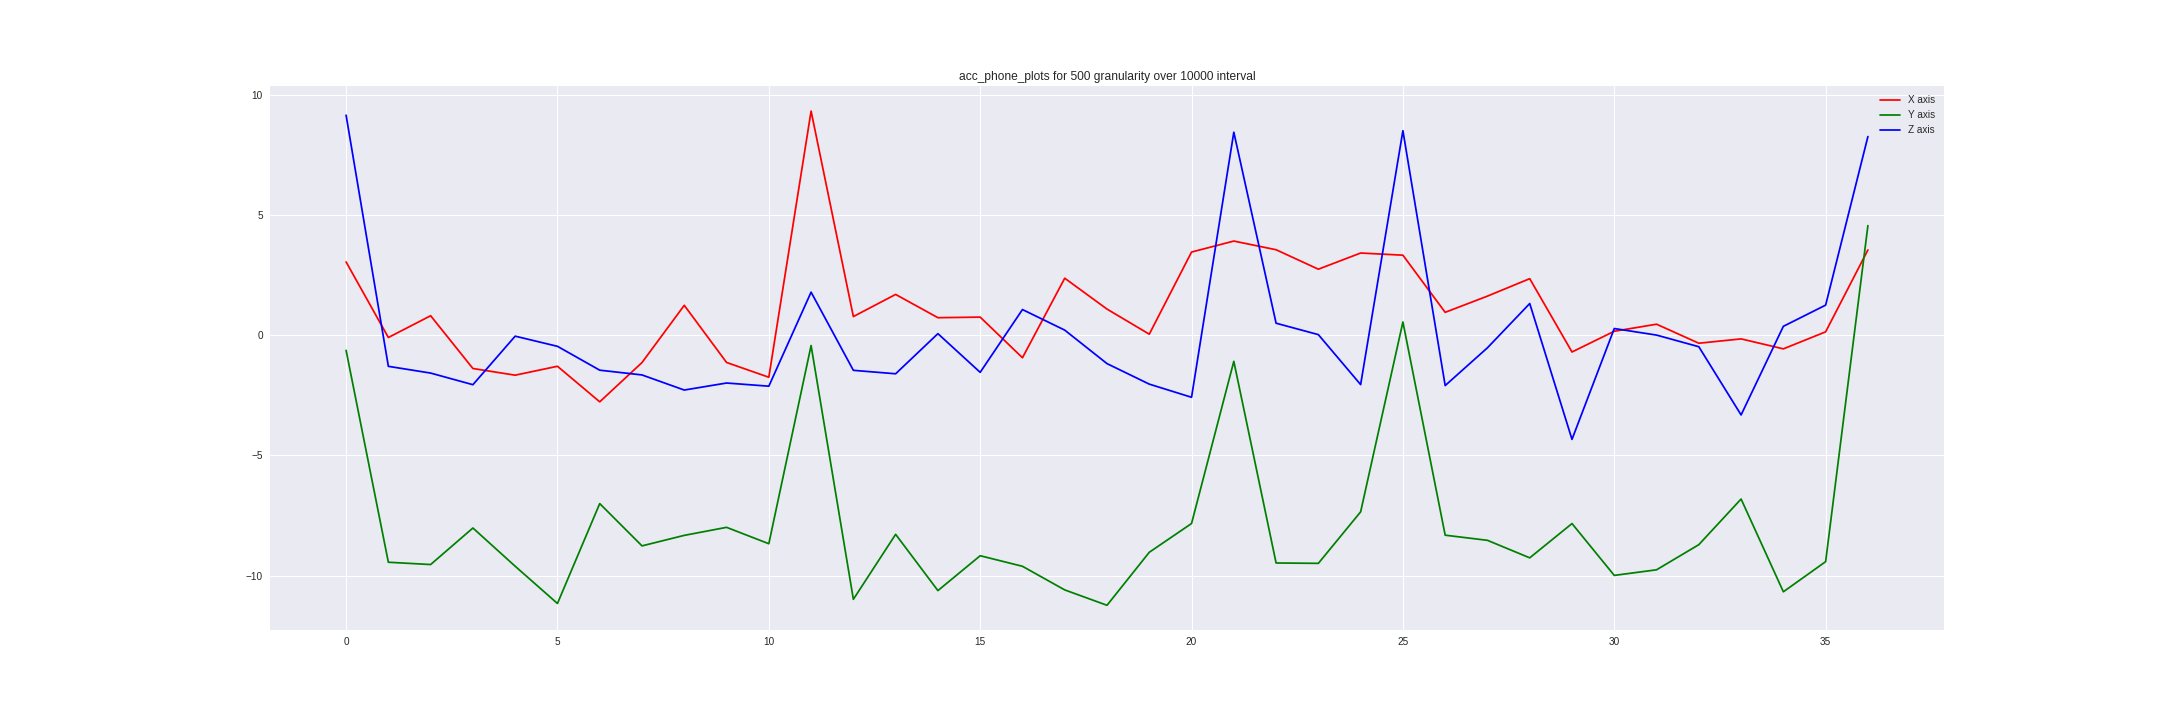 acc_phone_plots for 500 granularity over 10000 interval
10
5
0
−5
−10
X axis
Y axis
Z axis
0 5 10 15 20 25 30 35